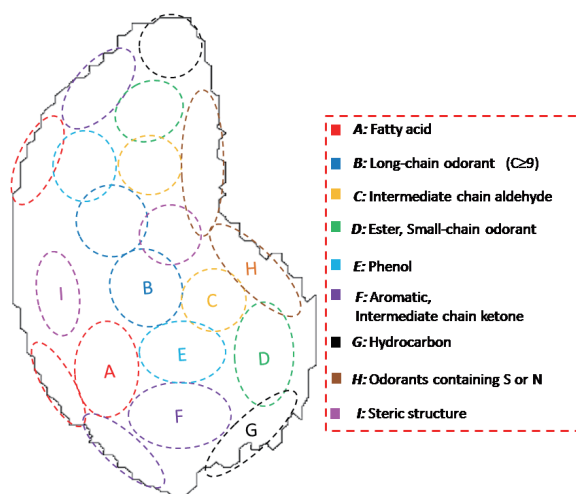 A: Fatty acid
B: Long-chain odorant (C≥9)
C: Intermediate chain aldehyde
D: Ester, Small-chain odorant
E: Phenol
F: Aromatic,
Intermediate chain ketone
G: Hydrocarbon
H: Odorants containing S or N
I: Steric structure
H
I
B
C
E
D
A
F
G